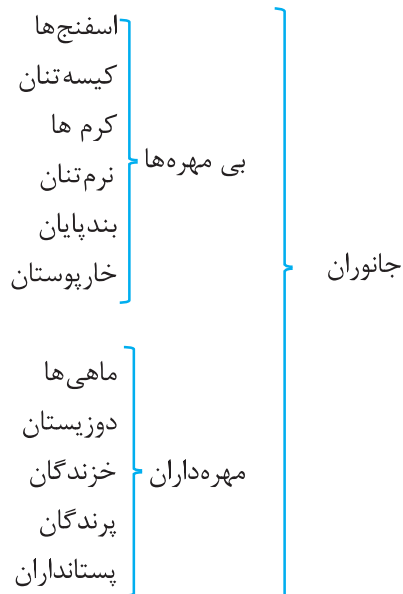 جانوران
بی مهره‌ها
اسفنج‌ها
کیسه‌تنان
کرم ها
نرم‌تنان
بندپایان
خارپوستان
مهره‌داران
ماهی‌ها
دوزیستان
خزندگان
پرندگان
پستانداران